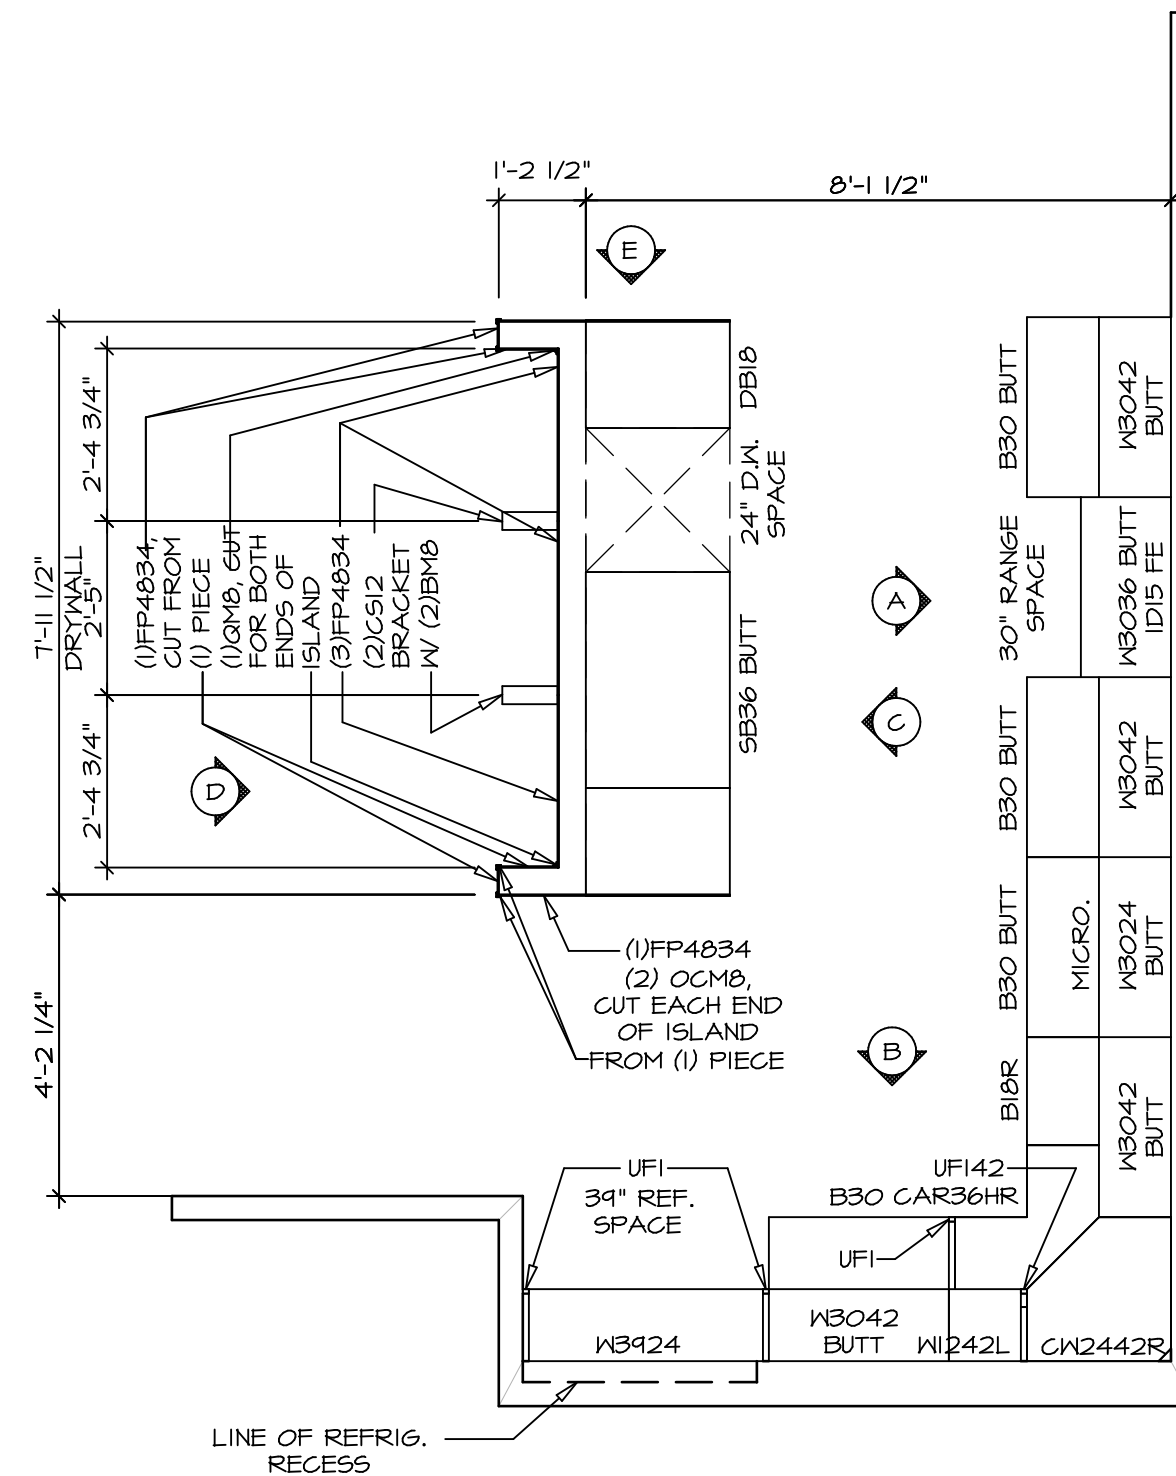 1'-2 1/2"
8'-1 1/2"
E
7'-11 1/2"
DRYWALL
2'-4 3/4"
2'-5"
2'-4 3/4"
4'-2 1/4"
(1)FP4834,
CUT FROM
(1) PIECE
(1)QM8, CUT
FOR BOTH
ENDS OF
ISLAND
(3)FP4834
(2)CS12
BRACKET
W/ (2)BM8
D
DB18
24" D.W.
SPACE
SB36 BUTT
A
C
B
B30 BUTT
W3042
BUTT
30" RANGE
SPACE
W3036 BUTT
1D15 FE
B30 BUTT
W3042
BUTT
B30 BUTT
MICRO.
W3024
BUTT
B18R
W3042
BUTT
(1)FP4834
(2) OCM8,
CUT EACH END
OF ISLAND
FROM (1) PIECE
UF1
39" REF.
SPACE
UF142
B30 CAR36HR
UF1
W3924
W3042
BUTT
W1242L
CW2442R
LINE OF REFRIG.
RECESS